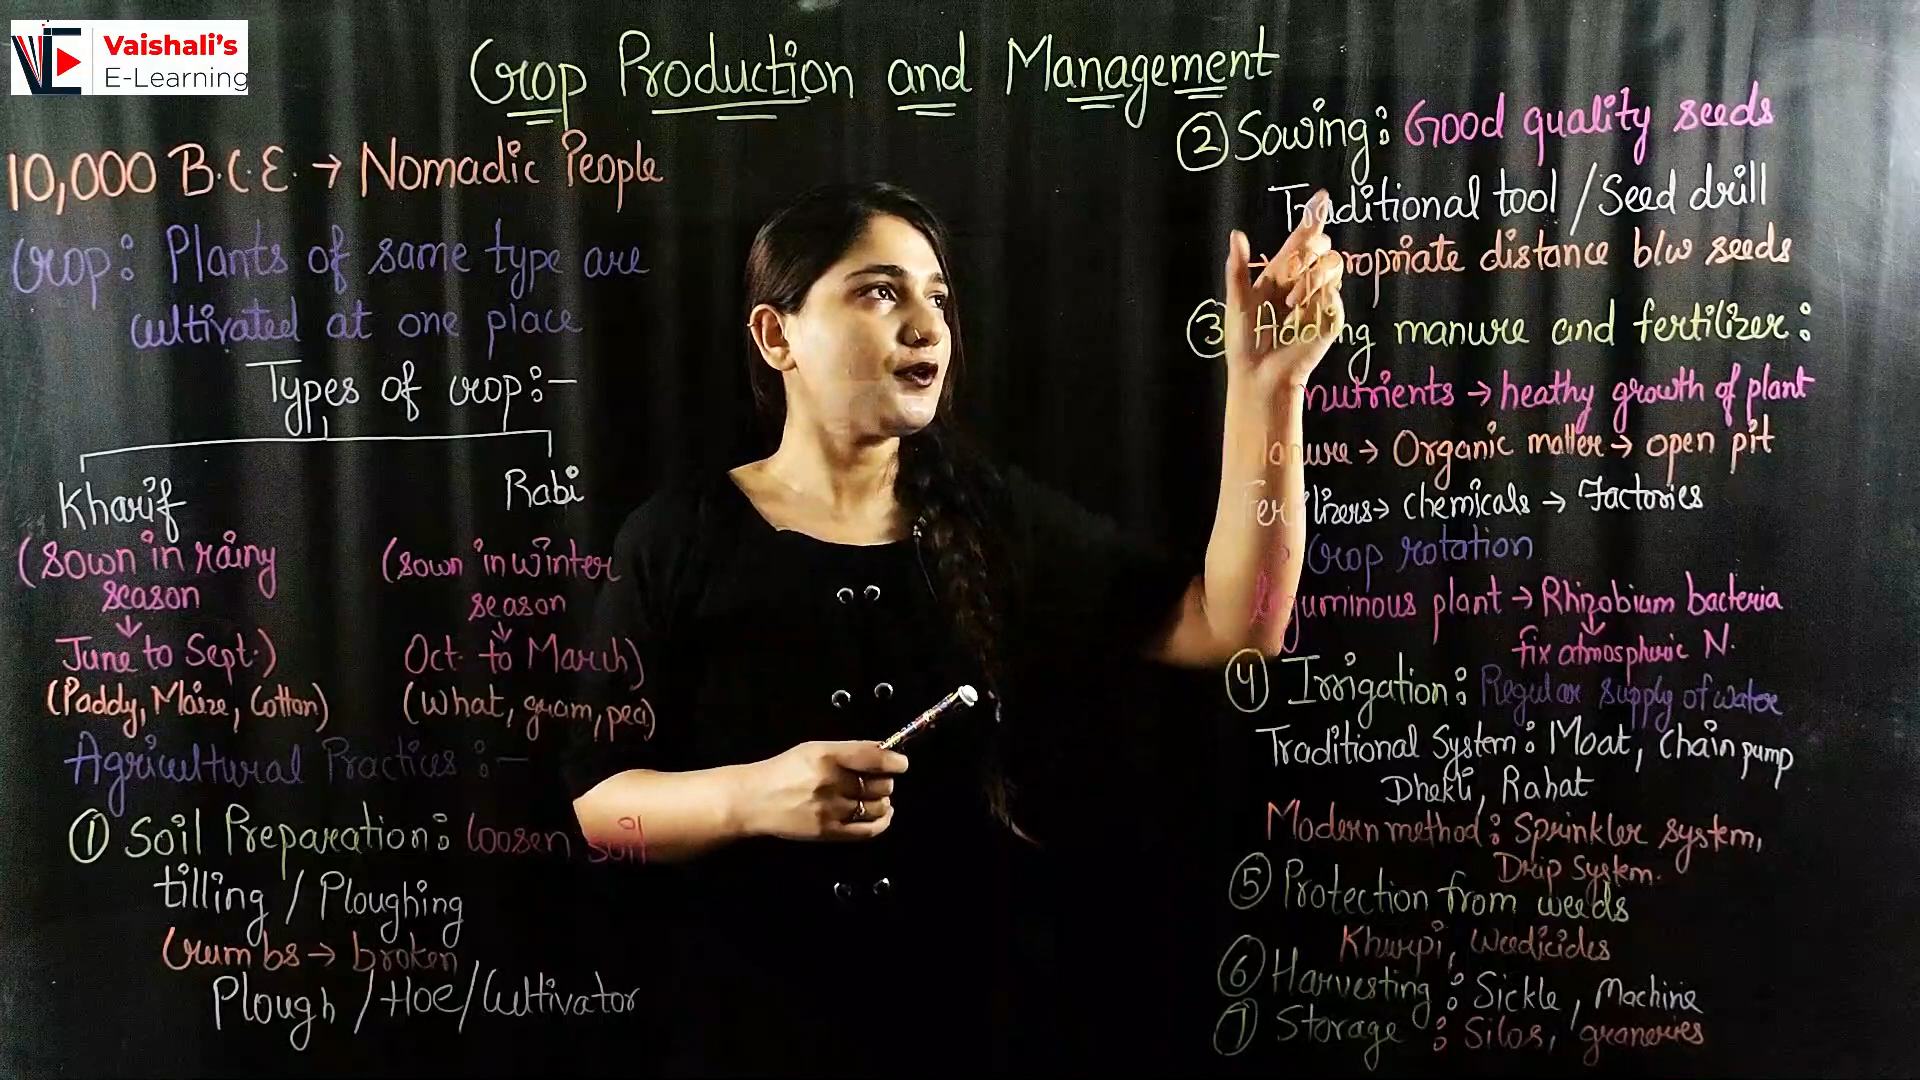 Vaishali's
E-Learning
Crop Production and Management
10,000 B.C.E. → Nomadic People
Crop: Plants of same type are
cultivated at one place
Types of crop:-
Kharif
(Sown in rainy
season
June to Sept.)
(Paddy, Maize, Cotton)
Rabi
(Sown in winter
season
Oct. to March)
(What, gram, pea)
Agricultural Practices :-
① Soil Preparation: loosen soil
tilling / Ploughing
Crumbs → broken
Plough / Hoe / Cultivator
② Sowing: Good quality seeds
Traditional tool / Seed drill
→ appropriate distance b/w seeds
③ Adding manure and fertilizer:
nutrients → heathy growth of plant
Manure → Organic matter → open pit
Fertilizers → chemicals → Factories
Crop rotation
leguminous plant → Rhizobium bacteria
fix atmospheric N.
④ Irrigation: Regular supply of water
Traditional System: Moat, Chain pump
Dhekli, Rahat
Modern method: Sprinkler system,
Drip System.
⑤ Protection from weeds
Khurpi, Weedicides
⑥ Harvesting: Sickle, Machine
⑦ Storage : Silos, graneries